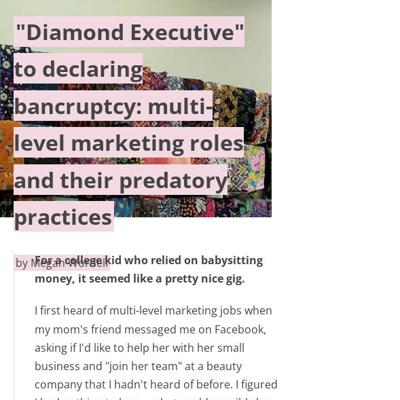 "Diamond Executive"
to declaring
bancruptcy: multi-
level marketing roles
and their predatory
practices
by Megan
For a college kid who relied on babysitting
money, it seemed like a pretty nice gig.
I first heard of multi-level marketing jobs when
my mom's friend messaged me on Facebook,
asking if I'd like to help her with her small
business and "join her team" at a beauty
company that I hadn't heard of before. I figured